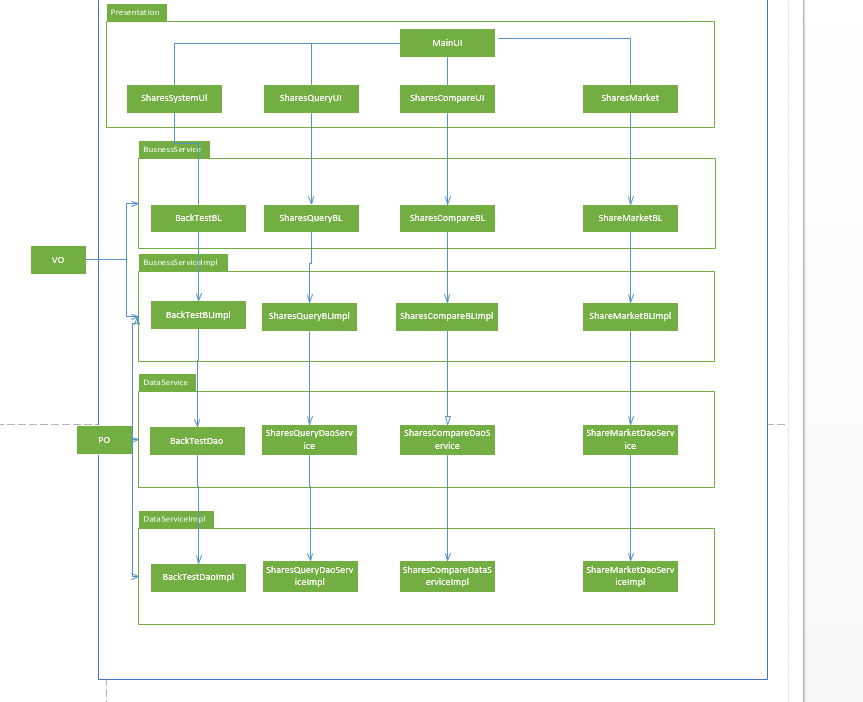 Presentation
MainUI
SharesSystemUI
SharesQueryUI
SharesCompareUI
SharesMarket
BusnessService
BackTestBL
SharesQueryBL
SharesCompareBL
ShareMarketBL
VO
BusnessServiceImpl
BackTestBLImpl
SharesQueryBLImpl
SharesCompareBLImpl
ShareMarketBLImpl
DataService
PO
BackTestDao
SharesQueryDaoServ
ice
SharesCompareDaoS
ervice
ShareMarketDaoServ
ice
DataServiceImpl
BackTestDaoImpl
SharesQueryDaoServ
iceImpl
SharesCompareDataS
erviceImpl
ShareMarketDaoServ
iceImpl